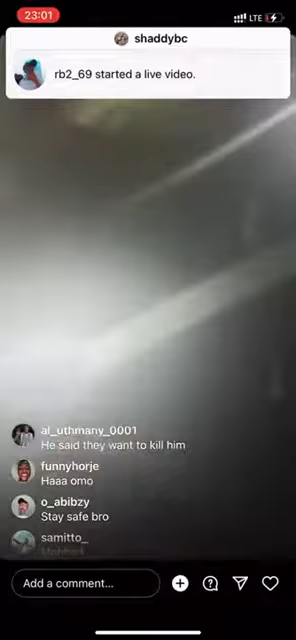 23:01
LTE
shaddybc
rb2_69 started a live video.
al_uthmany_0001
He said they want to kill him
funnyhorje
Haaa omo
o_abibzy
Stay safe bro
samitto_
Add a comment...